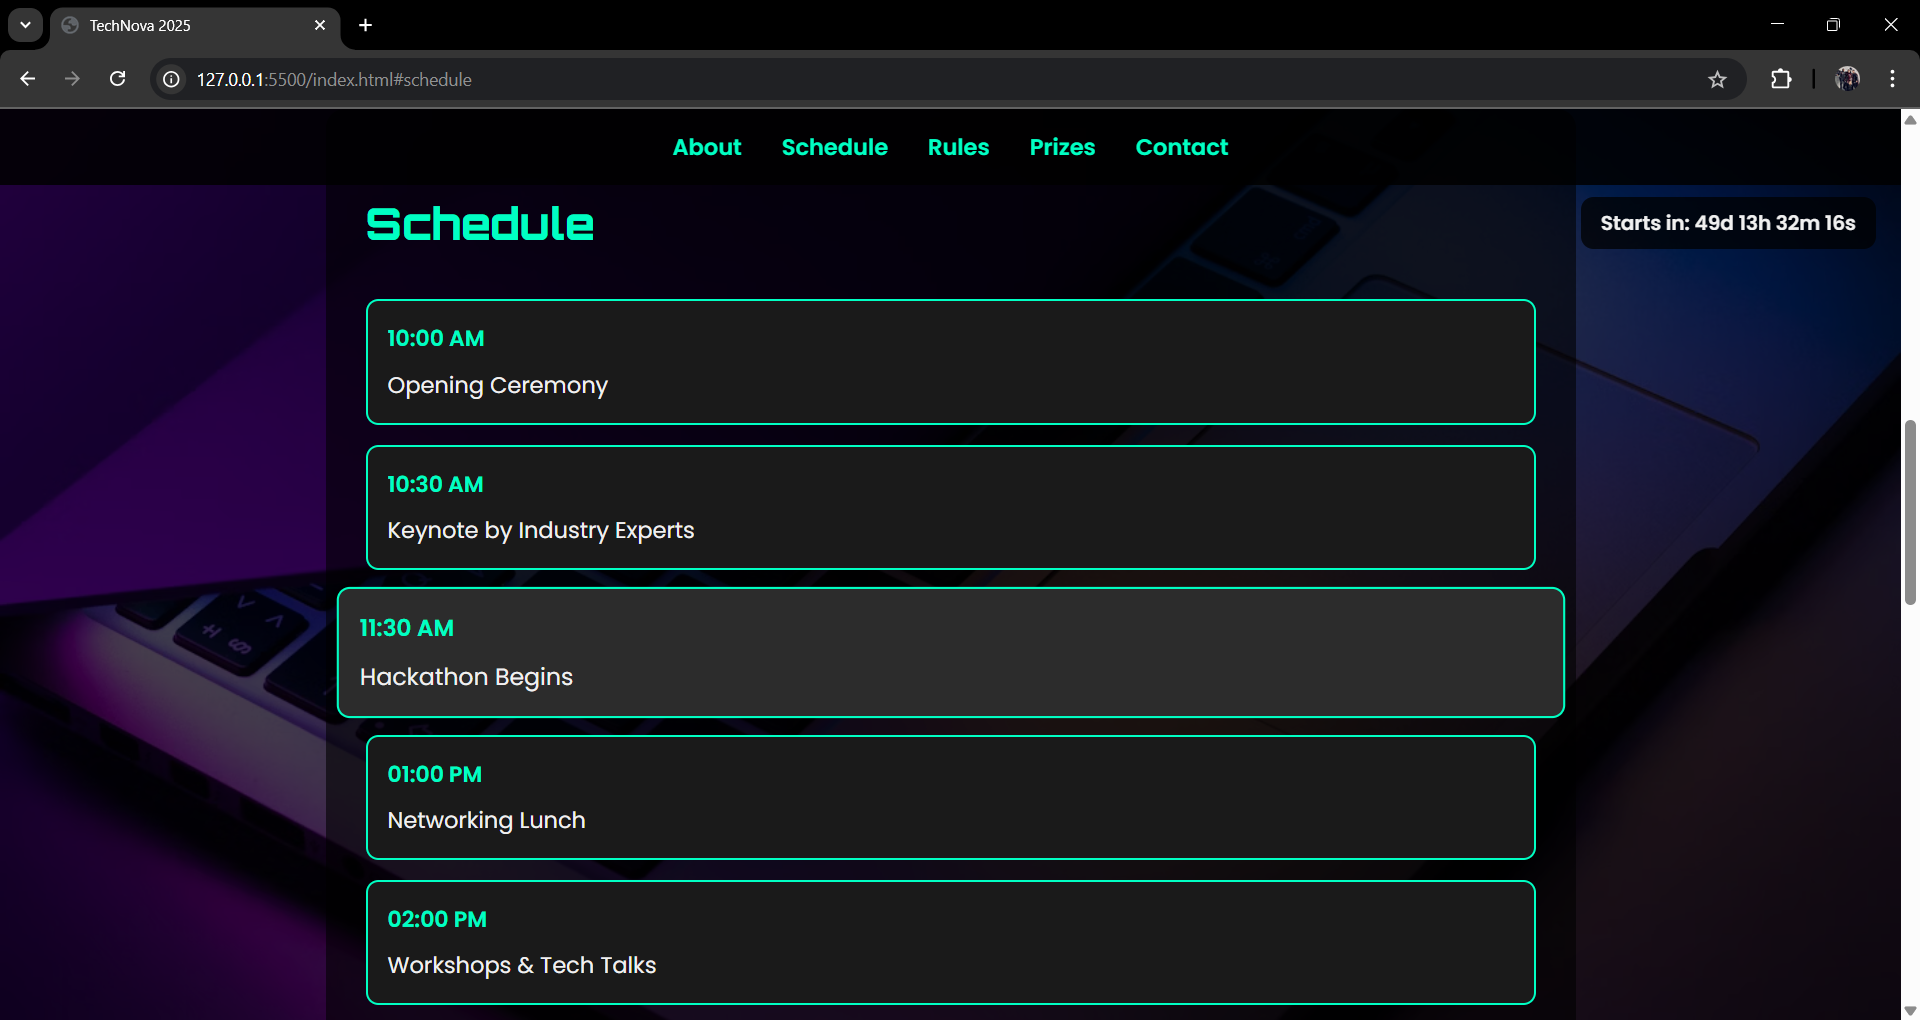 TechNova 2025
127.0.0.1:5500/index.html#schedule
About Schedule Rules Prizes Contact
Schedule
Starts in: 49d 13h 32m 16s
10:00 AM
Opening Ceremony
10:30 AM
Keynote by Industry Experts
11:30 AM
Hackathon Begins
01:00 PM
Networking Lunch
02:00 PM
Workshops & Tech Talks